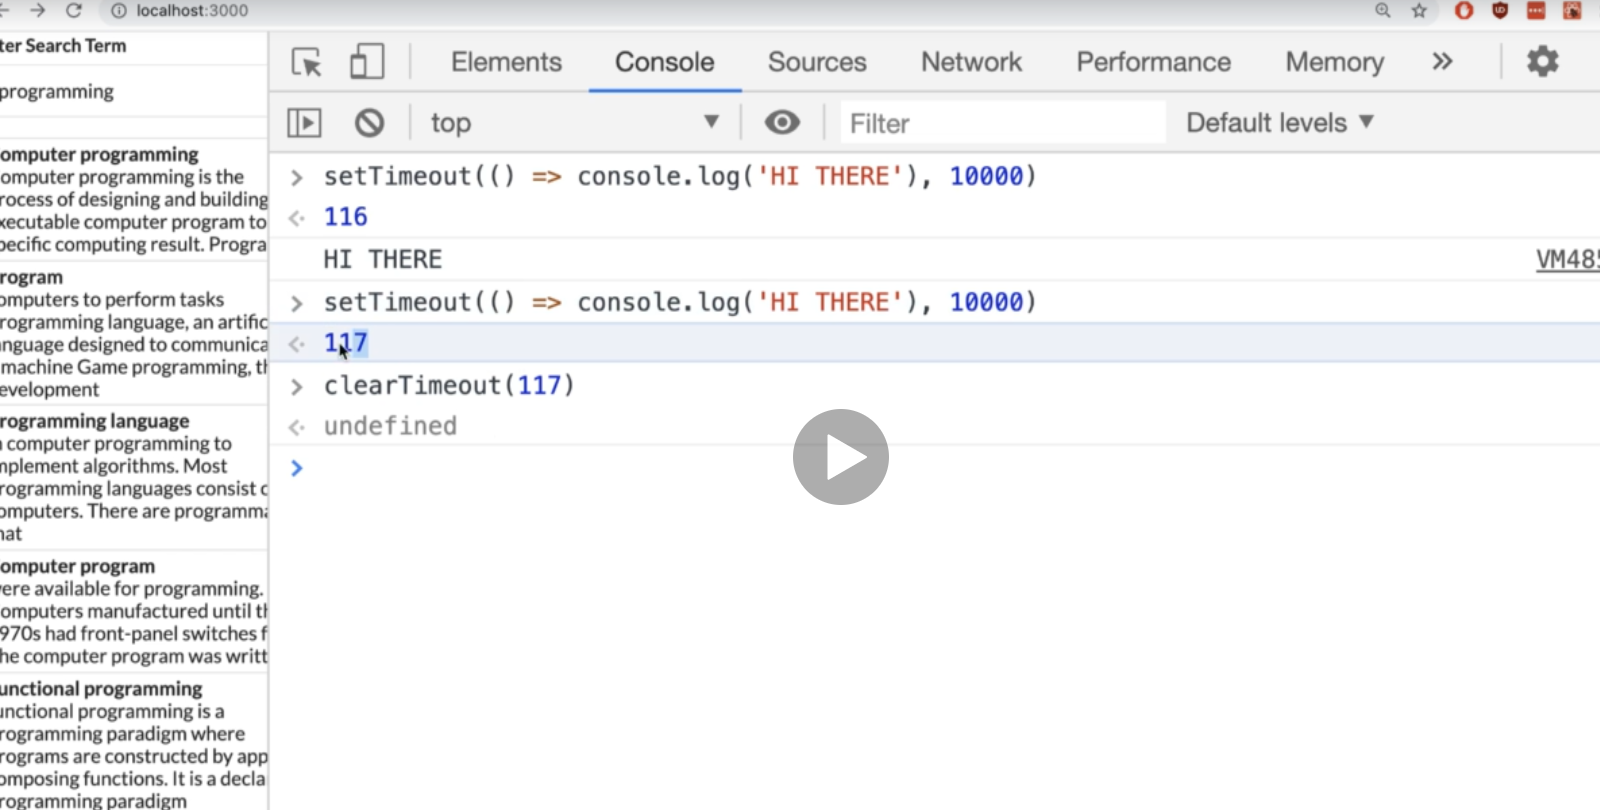 localhost:3000
ter Search Term
programming
omputer programming
omputer programming is the
rocess of designing and building
xecutable computer program to
pecific computing result. Progra
rogram
omputers to perform tasks
rogramming language, an artific
nguage designed to communica
machine Game programming, th
evelopment
rogramming language
computer programming to
mplement algorithms. Most
rogramming languages consist o
omputers. There are programma
hat
omputer program
vere available for programming.
omputers manufactured until th
970s had front-panel switches f
he computer program was writt
unctional programming
unctional programming is a
rogramming paradigm where
rograms are constructed by app
omposing functions. It is a decla
rogramming paradigm
Elements Console Sources Network Performance Memory »
top Filter Default levels ▼
> setTimeout(() => console.log('HI THERE'), 10000)
116
HI THERE VM485
> setTimeout(() => console.log('HI THERE'), 10000)
117
> clearTimeout(117)
undefined
>